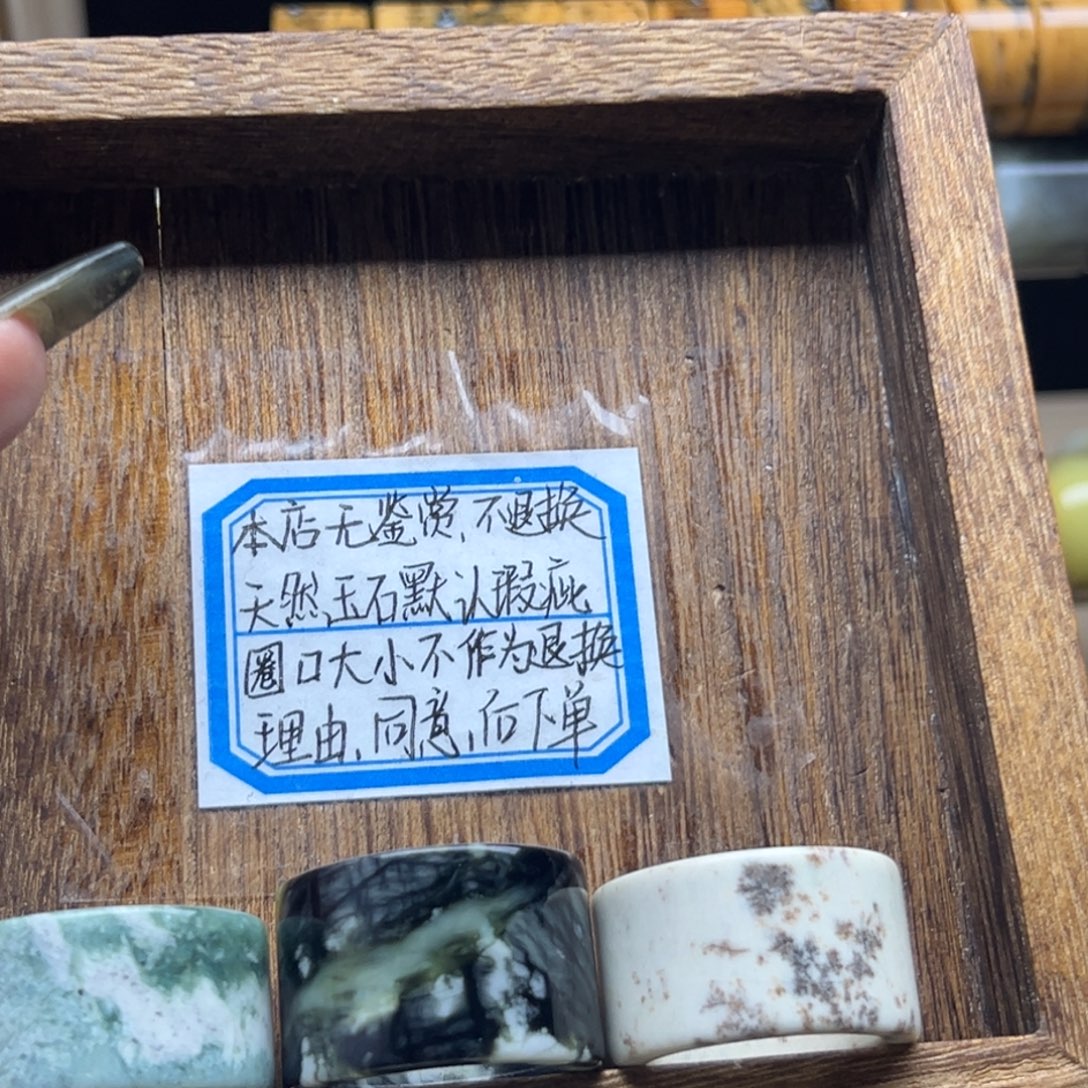 本店无鉴赏,不退换
天然玉石默认瑕疵
圈口大小不作为退换
理由,同意,后下单